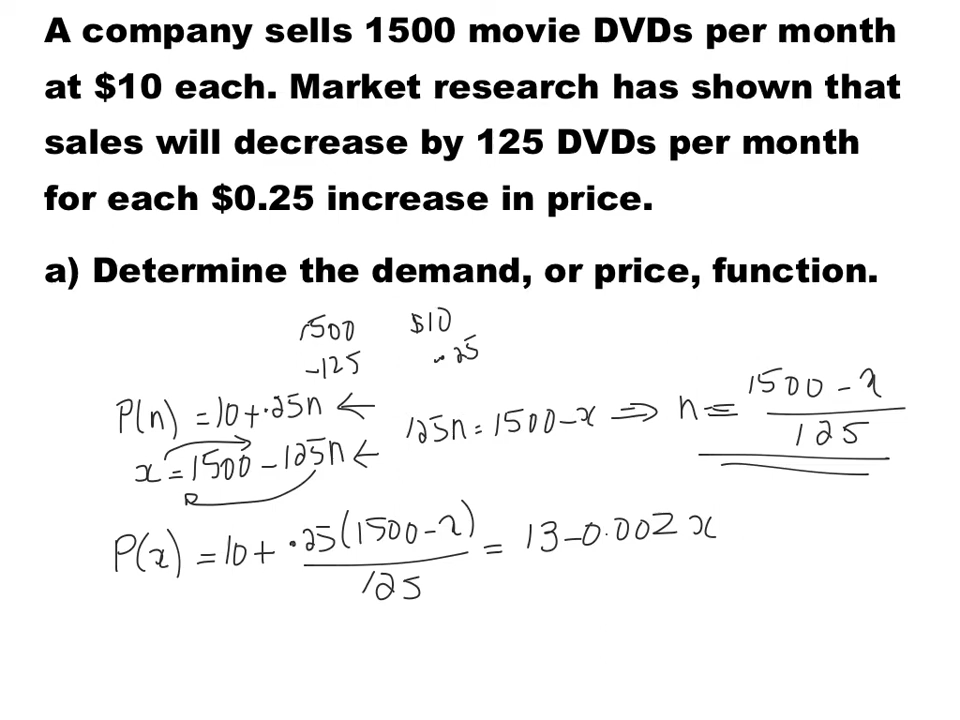 A company sells 1500 movie DVDs per month
at $10 each. Market research has shown that
sales will decrease by 125 DVDs per month
for each $0.25 increase in price.
a) Determine the demand, or price, function.
1500 $10
-125 .25
P(n) = 10+.25n ←
x = 1500 - 125n ←
125n = 1500 - x ⇒ n = (1500 - x)/125
P(x) = 10 + .25(1500 - x)/125 = 13 - 0.002x